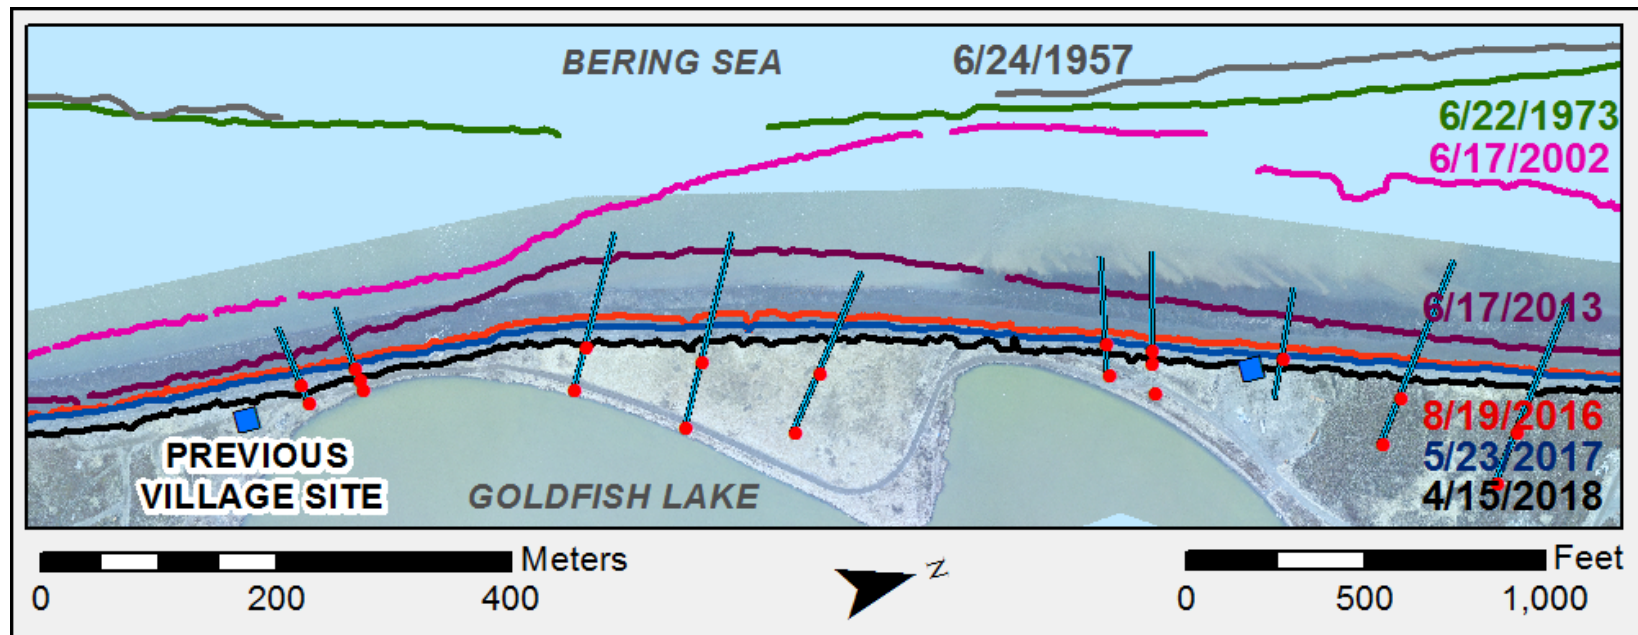 BERING SEA
6/24/1957
6/22/1973
6/17/2002
6/17/2013
8/19/2016
5/23/2017
4/15/2018
PREVIOUS
VILLAGE SITE
GOLDFISH LAKE
Meters
0 200 400
N
Feet
0 500 1,000